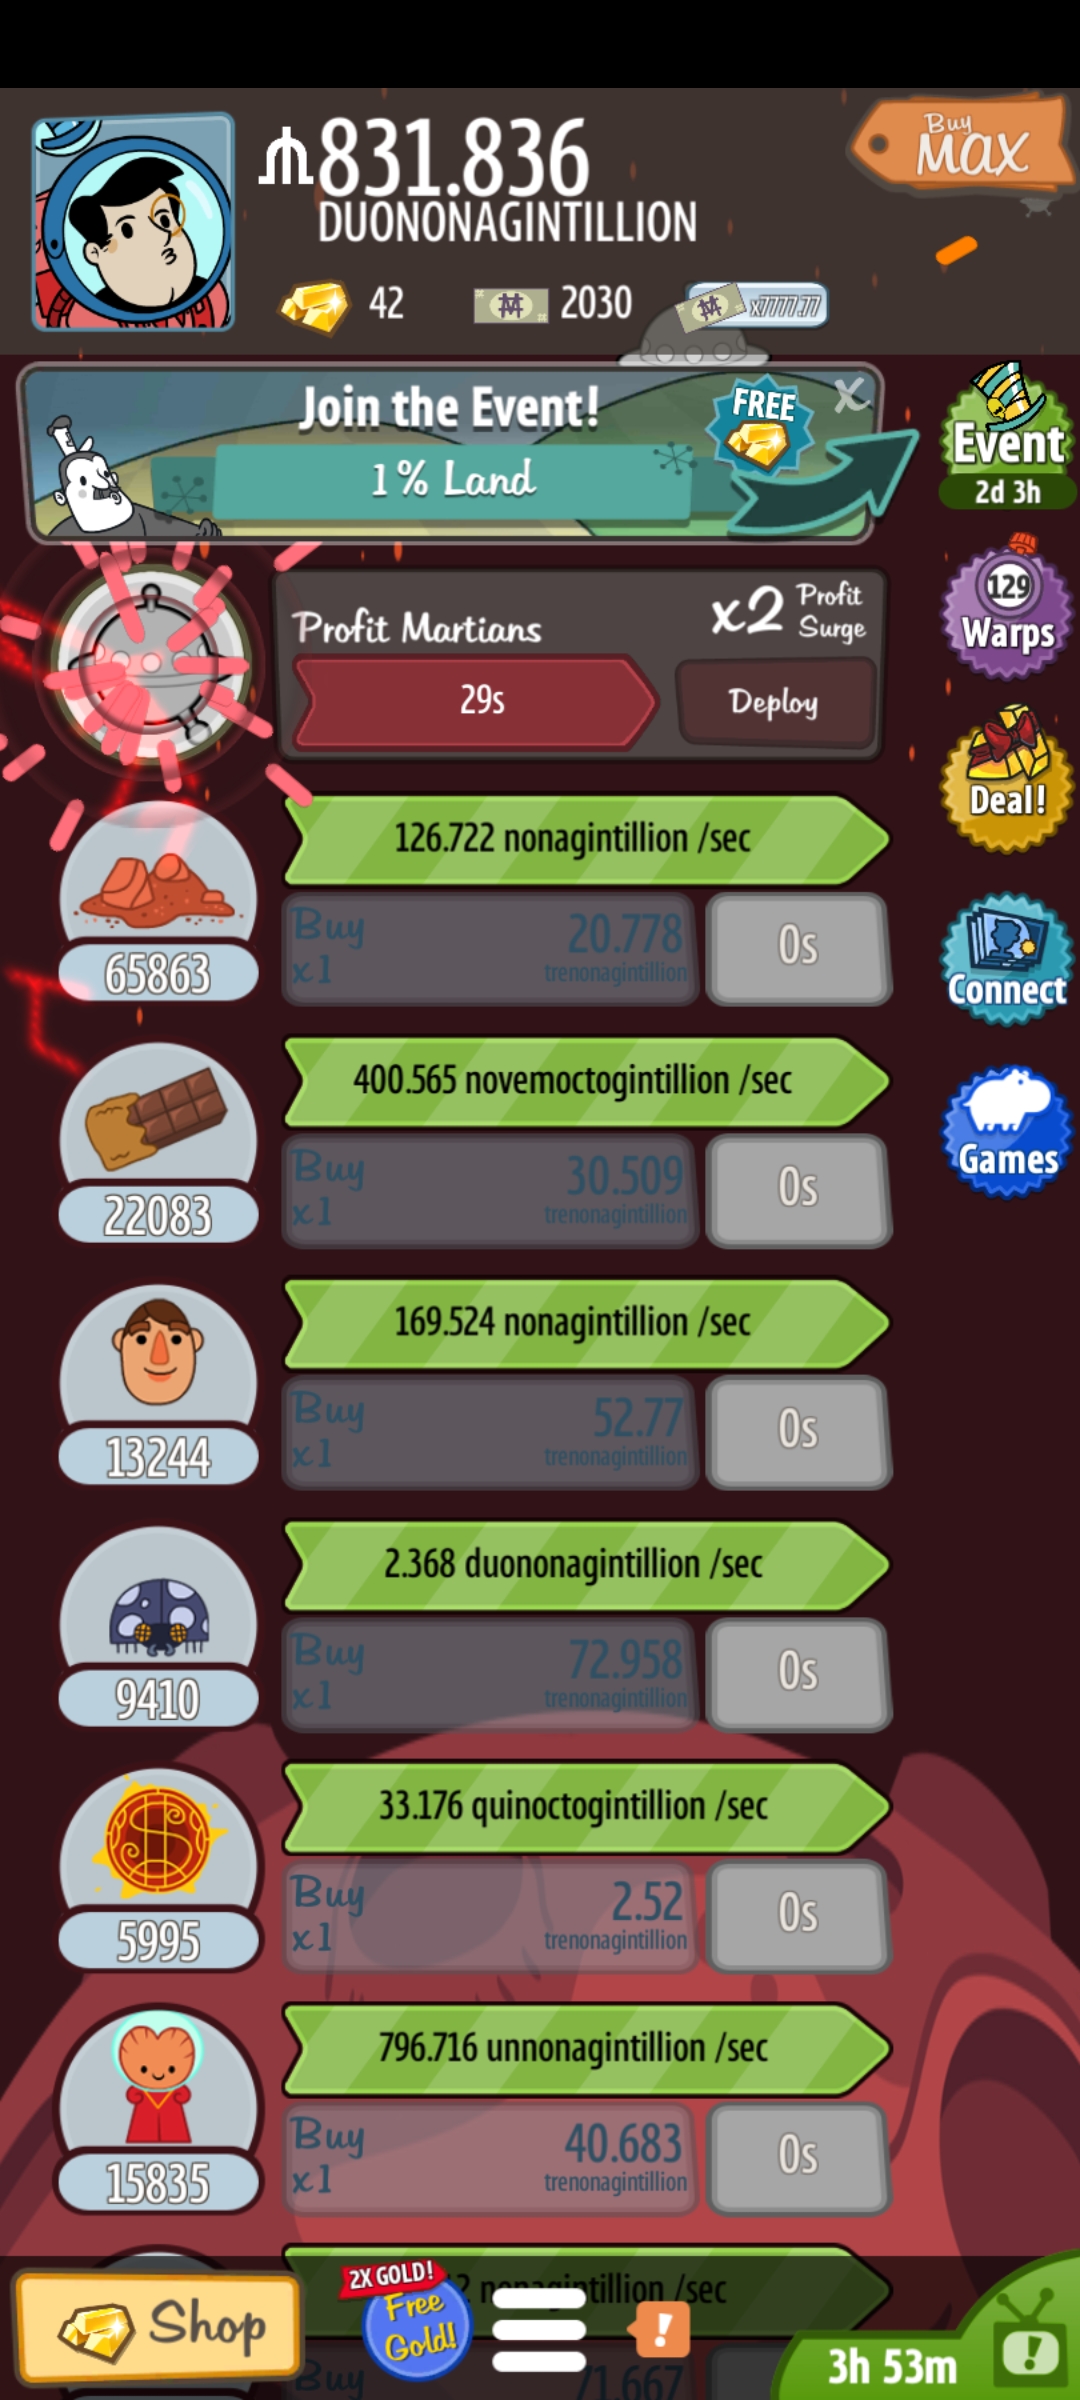 Buy
MAX
831.836
DUONONAGINTILLION
42
2030
x7777.77
Join the Event!
1% Land
FREE
X
Event
2d 3h
Profit Martians
x2 Profit
Surge
29s
Deploy
129
Warps
Deal!
126.722 nonagintillion /sec
Buy
x1
20.778
trenonagintillion
0s
65863
Connect
400.565 novemoctogintillion /sec
Buy
x1
30.509
trenonagintillion
0s
22083
Games
169.524 nonagintillion /sec
Buy
x1
52.77
trenonagintillion
0s
13244
2.368 duononagintillion /sec
Buy
x1
72.958
trenonagintillion
0s
9410
33.176 quinoctogintillion /sec
Buy
x1
2.52
trenonagintillion
0s
5995
796.716 unnonagintillion /sec
Buy
x1
40.683
trenonagintillion
0s
15835
nonagintillion /sec
Shop
2X GOLD!
Free
Gold!
!
Buy
71.667
3h 53m
!